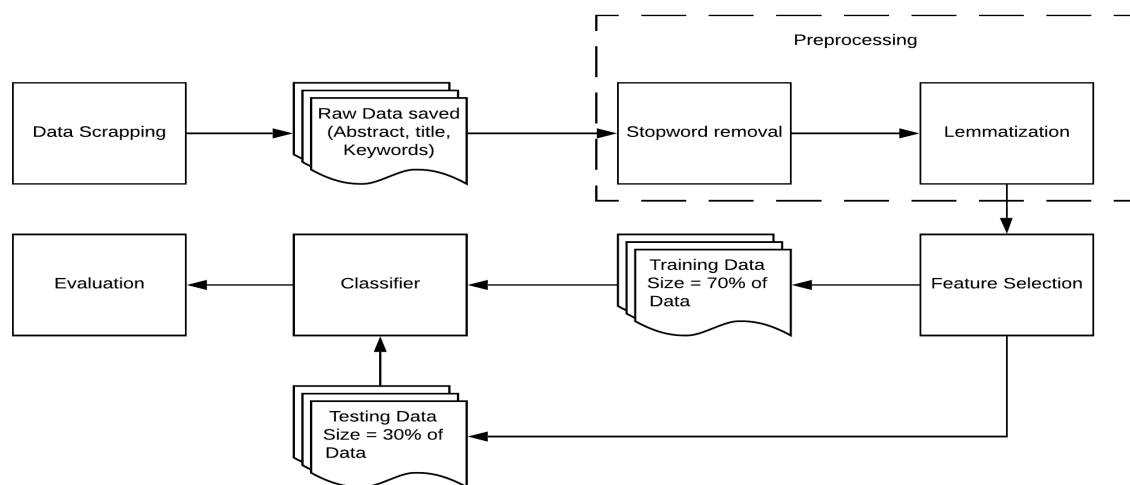 Preprocessing
Data Scrapping
Raw Data saved
(Abstract, title,
Keywords)
Stopword removal
Lemmatization
Evaluation
Classifier
Training Data
Size = 70% of
Data
Feature Selection
Testing Data
Size = 30% of
Data